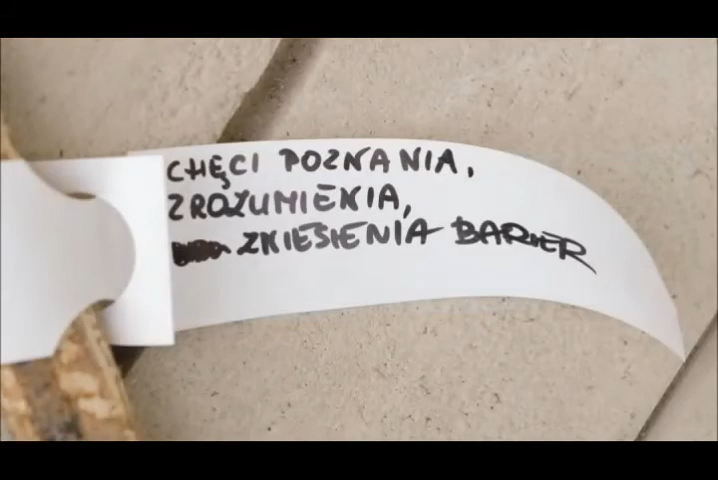 CHĘCI POZNANIA,
ZROZUMIENIA,
ZNIESIENIA BARIER